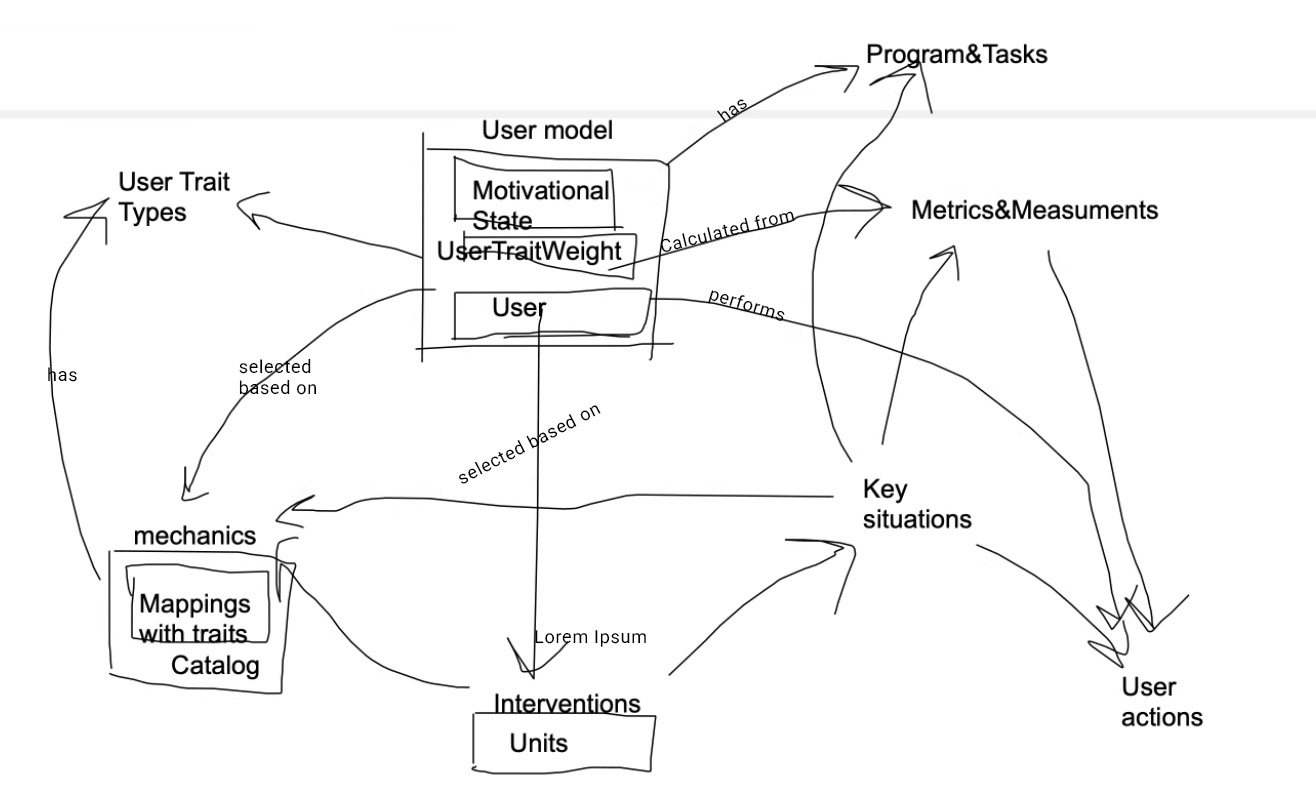 Program&Tasks
has
User model
User Trait
Types
Motivational
State
UserTraitWeight
Calculated from
Metrics&Measuments
User
performs
has
selected
based on
selected based on
Key
situations
mechanics
Mappings
with traits
Catalog
Lorem Ipsum
Interventions
Units
User
actions